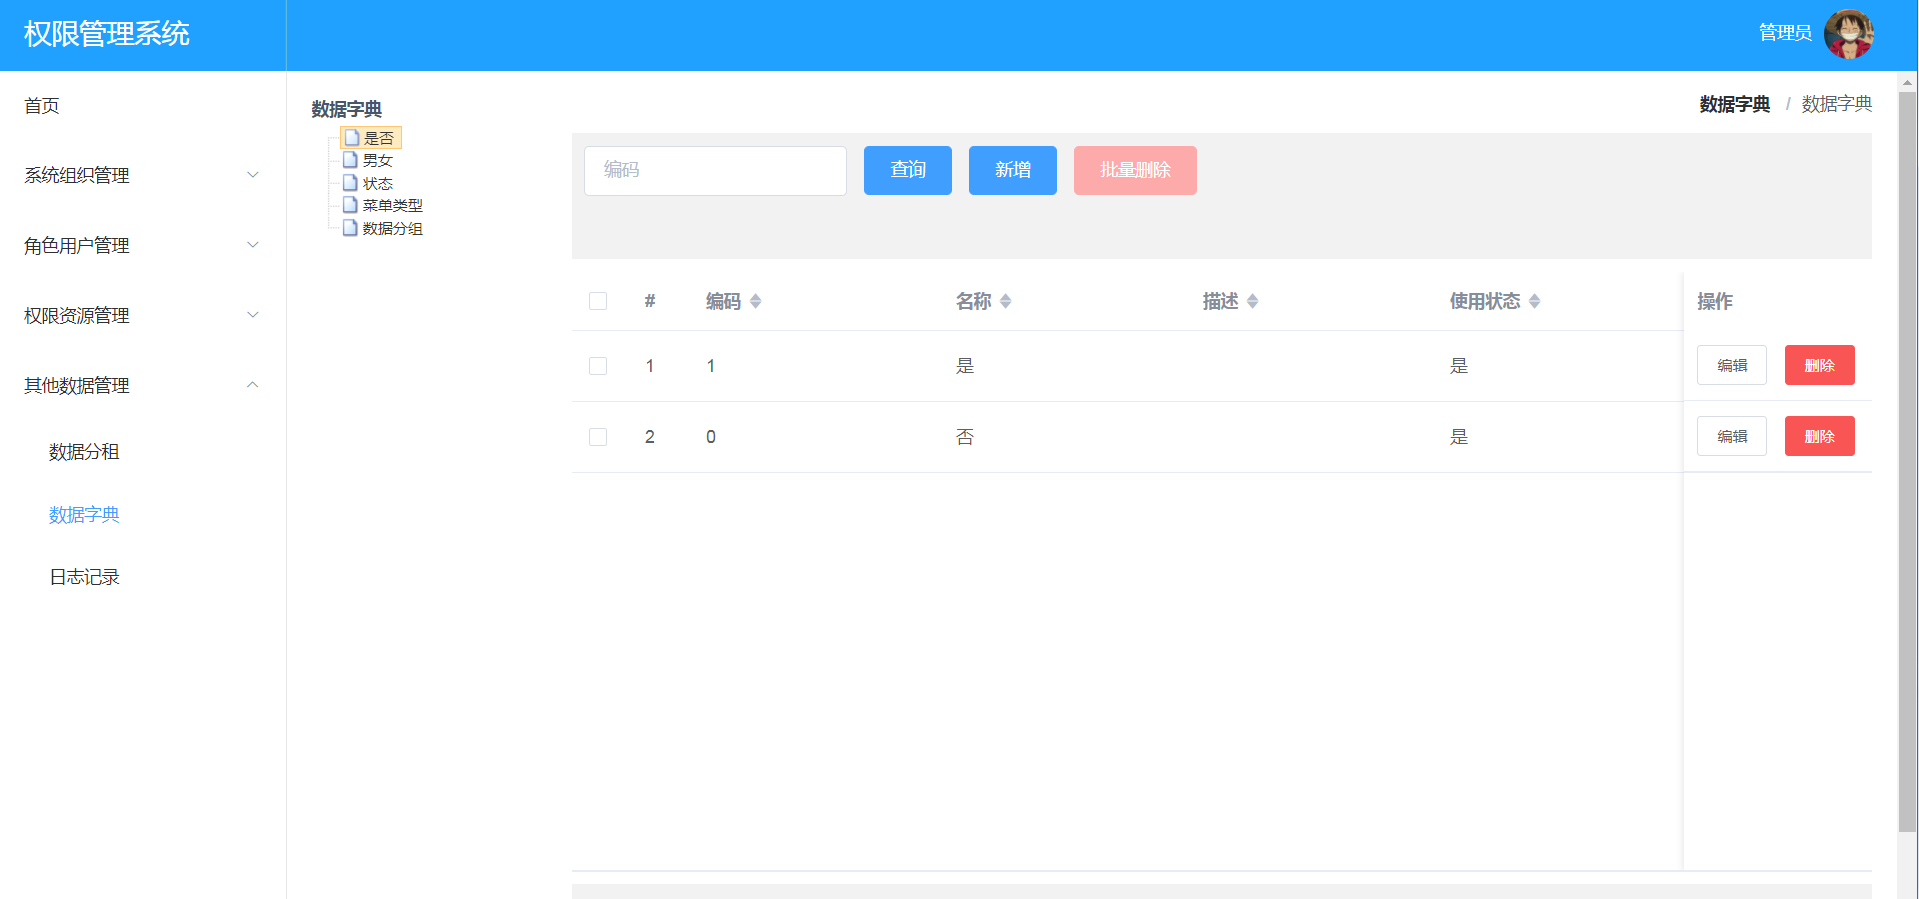 权限管理系统
管理员
首页
系统组织管理
角色用户管理
权限资源管理
其他数据管理
数据分租
数据字典
日志记录
数据字典
是否
男女
状态
菜单类型
数据分组
数据字典 / 数据字典
编码 查询 新增 批量删除
# 编码 名称 描述 使用状态 操作
1 1 是 是 编辑 删除
2 0 否 是 编辑 删除